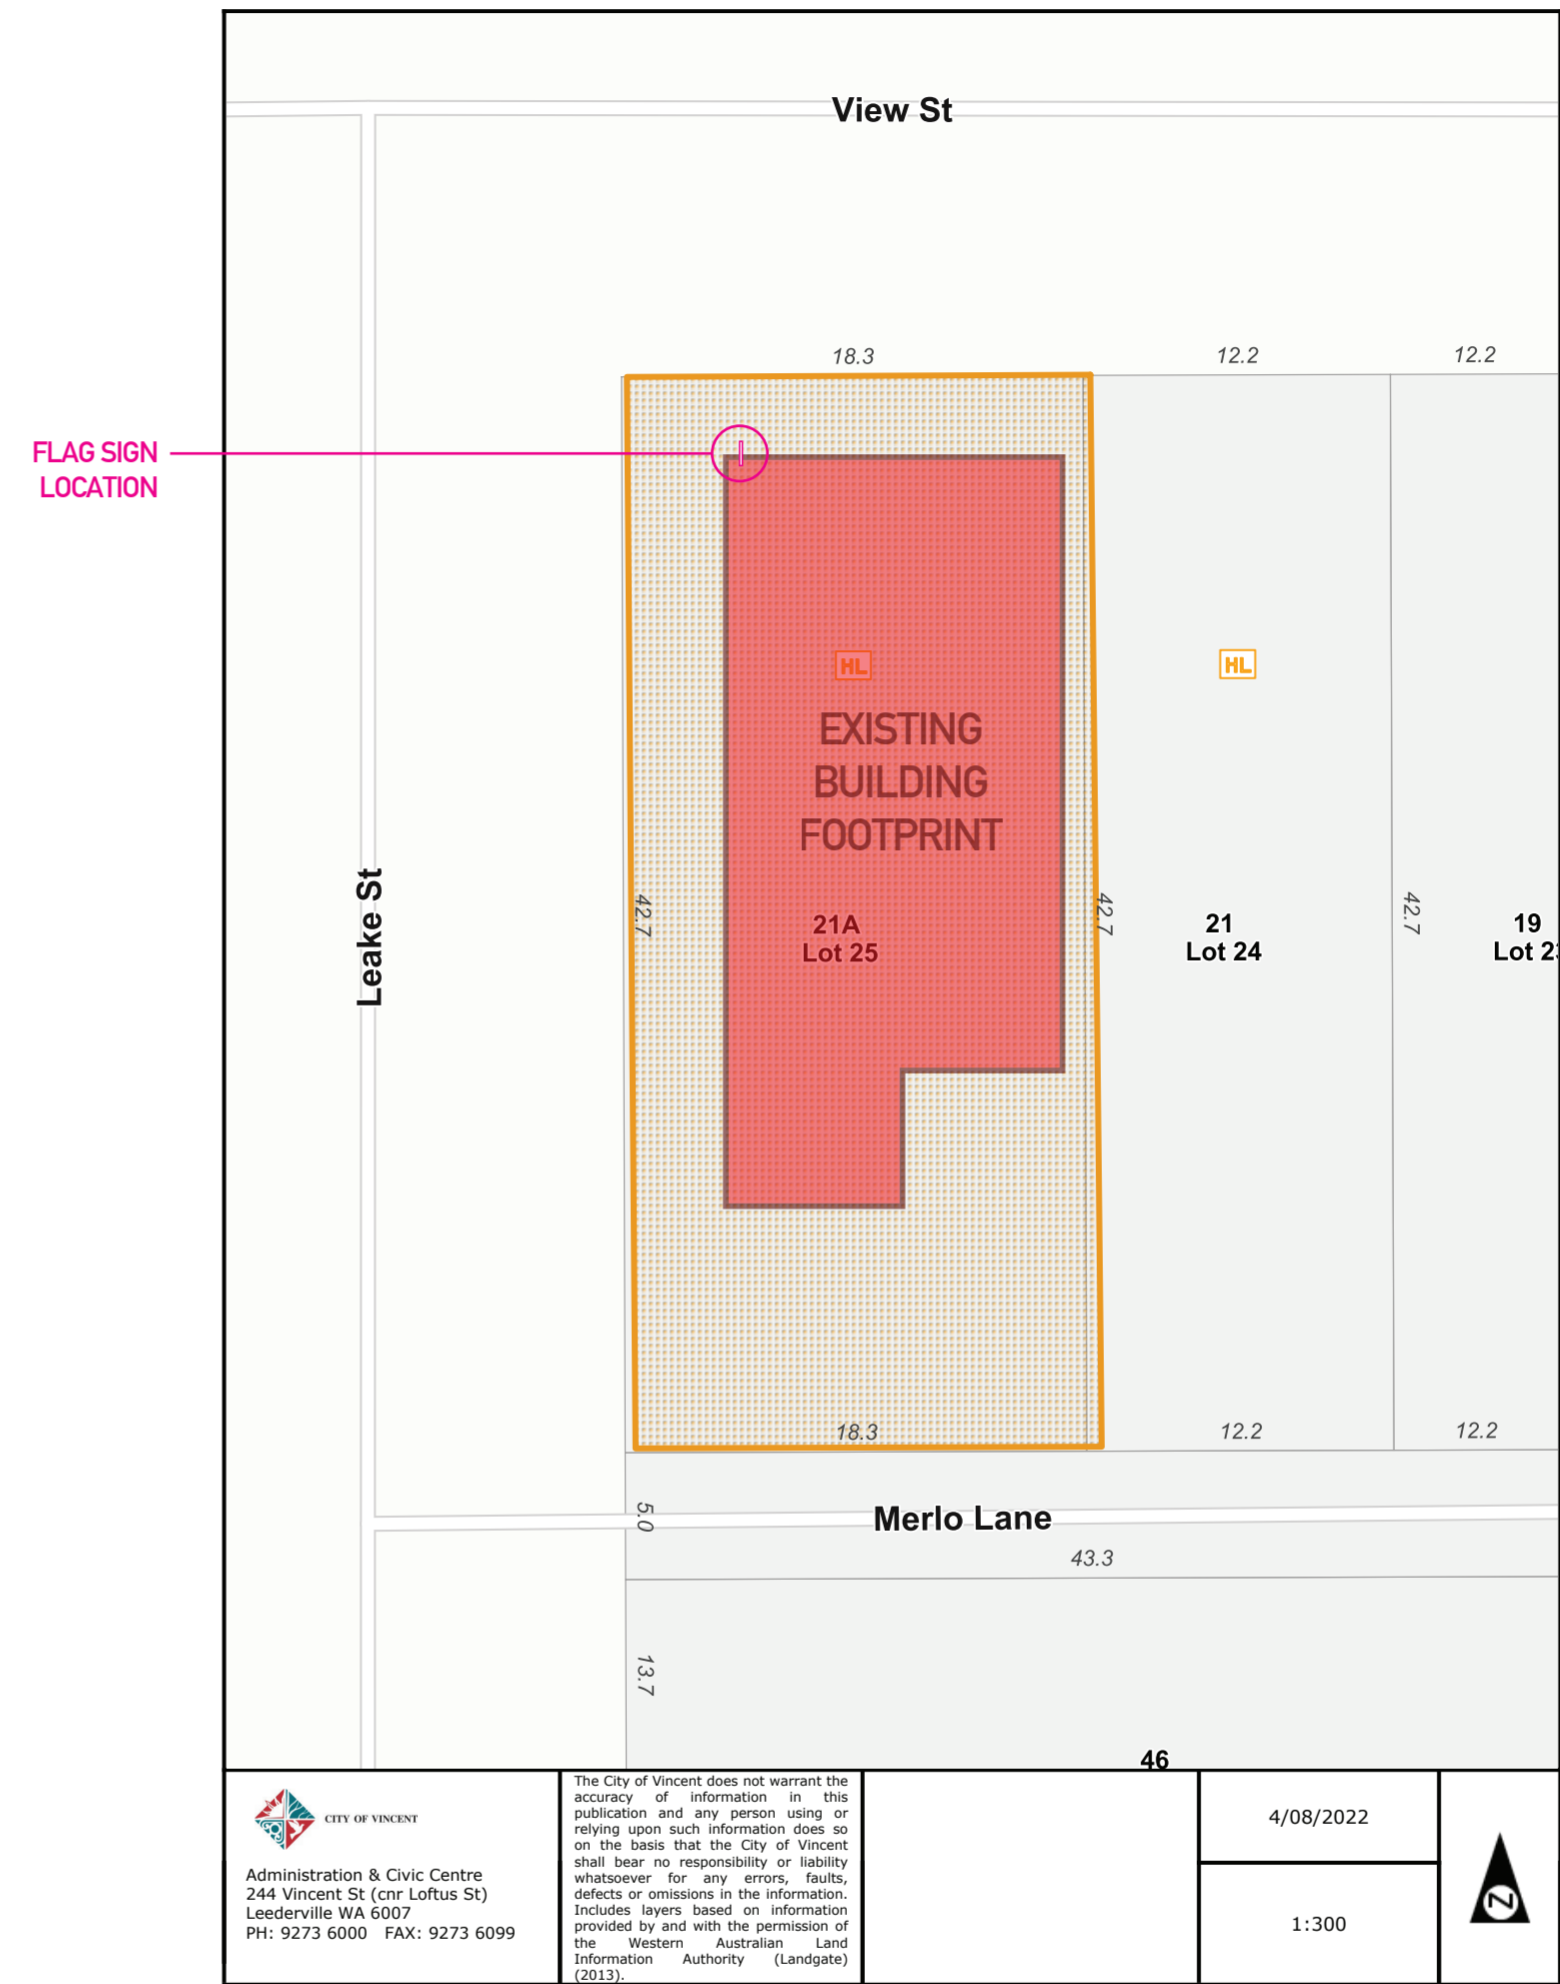 View St
18.3
12.2
12.2
FLAG SIGN
LOCATION
HL
HL
EXISTING
BUILDING
FOOTPRINT
Leake St
42.7
42.7
42.7
21A
Lot 25
21
Lot 24
19
Lot 23
18.3
12.2
12.2
5.0
Merlo Lane
43.3
13.7
46
CITY OF VINCENT
Administration & Civic Centre
244 Vincent St (cnr Loftus St)
Leederville WA 6007
PH: 9273 6000 FAX: 9273 6099
The City of Vincent does not warrant the
accuracy of information in this
publication and any person using or
relying upon such information does so
on the basis that the City of Vincent
shall bear no responsibility or liability
whatsoever for any errors, faults,
defects or omissions in the information.
Includes layers based on information
provided by and with the permission of
the Western Australian Land
Information Authority (Landgate)
(2013).
4/08/2022
1:300
N